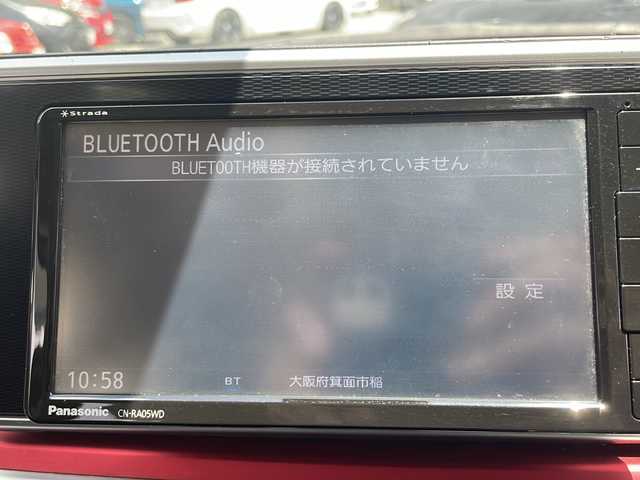 Strada
BLUETOOTH Audio
BLUETOOTH機器が接続されていません
設定
10:58 BT 大阪府箕面市稲
Panasonic CN-RA05WD